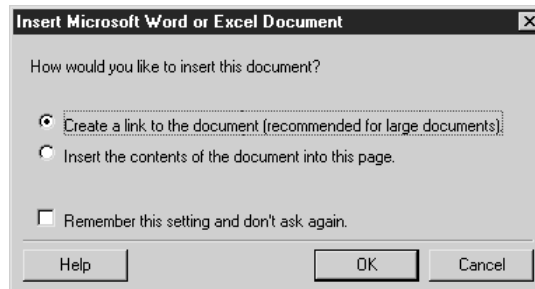 Insert Microsoft Word or Excel Document
How would you like to insert this document?
Create a link to the document (recommended for large documents).
Insert the contents of the document into this page.
Remember this setting and don't ask again.
Help OK Cancel